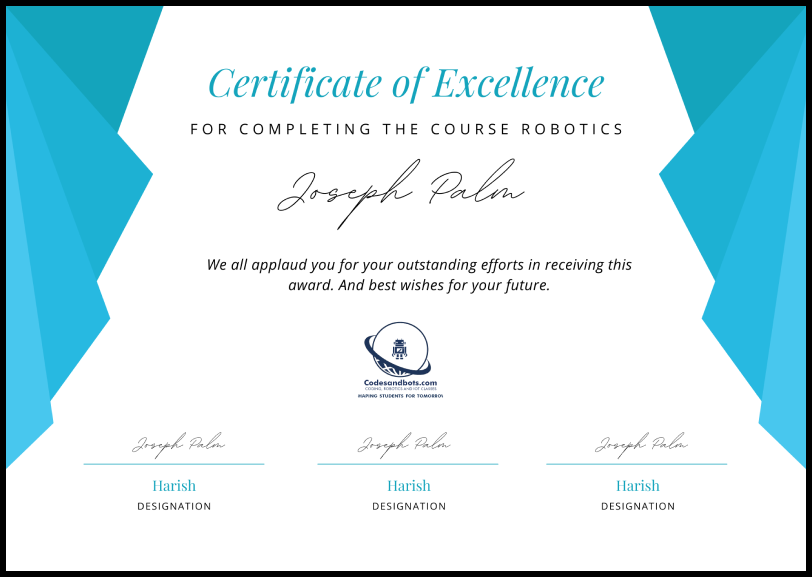 Certificate of Excellence
FOR COMPLETING THE COURSE ROBOTICS
Joseph Palm
We all applaud you for your outstanding efforts in receiving this
award. And best wishes for your future.
Codesandbots.com
CODING, ROBOTICS AND IOT CLASSES
MAPING STUDENTS FOR TOMORROW
Joseph Palm Joseph Palm Joseph Palm
Harish Harish Harish
DESIGNATION DESIGNATION DESIGNATION